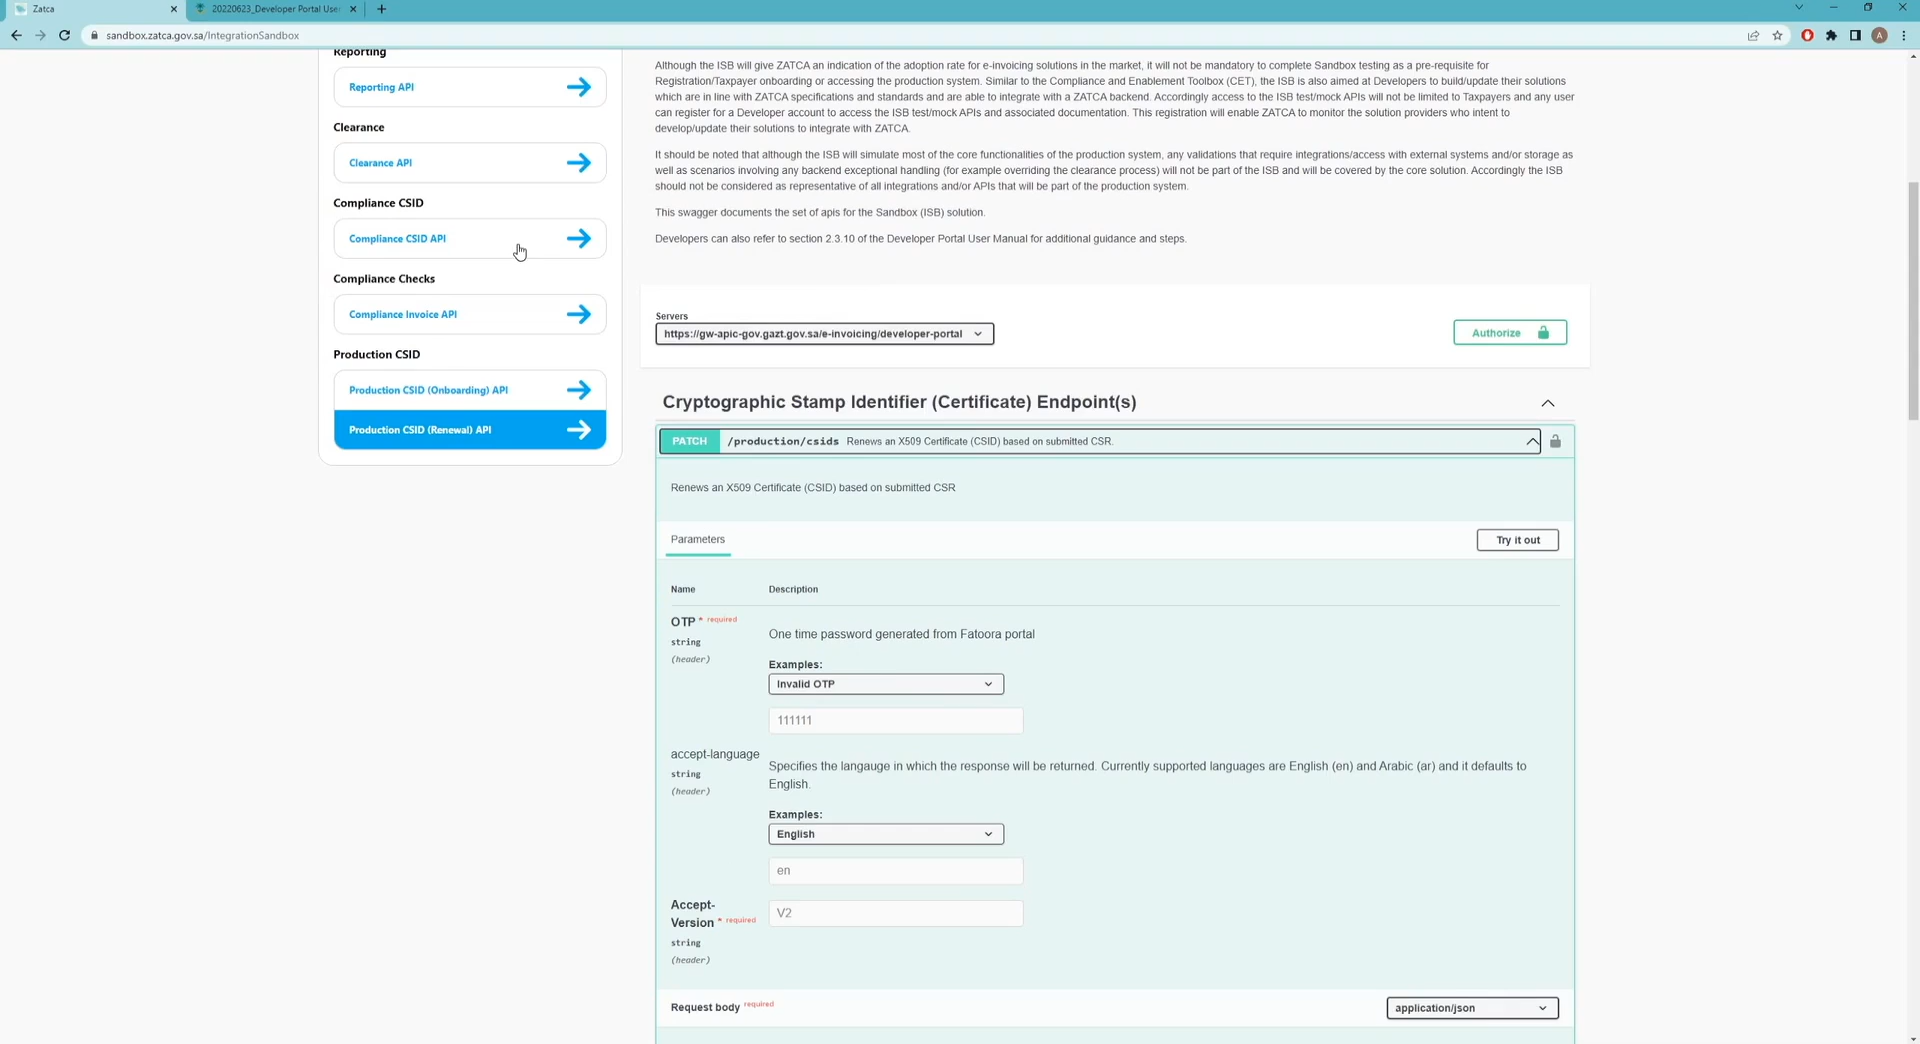 Zatca
20220623_Developer Portal User
sandbox.zatca.gov.sa/IntegrationSandbox
A
Reporting
Reporting API
Clearance
Clearance API
Compliance CSID
Compliance CSID API
Compliance Checks
Compliance Invoice API
Production CSID
Production CSID (Onboarding) API
Production CSID (Renewal) API
Although the ISB will give ZATCA an indication of the adoption rate for e-invoicing solutions in the market, it will not be mandatory to complete Sandbox testing as a pre-requisite for
Registration/Taxpayer onboarding or accessing the production system. Similar to the Compliance and Enablement Toolbox (CET), the ISB is also aimed at Developers to build/update their solutions
which are in line with ZATCA specifications and standards and are able to integrate with a ZATCA backend. Accordingly access to the ISB test/mock APIs will not be limited to Taxpayers and any user
can register for a Developer account to access the ISB test/mock APIs and associated documentation. This registration will enable ZATCA to monitor the solution providers who intent to
develop/update their solutions to integrate with ZATCA.
It should be noted that although the ISB will simulate most of the core functionalities of the production system, any validations that require integrations/access with external systems and/or storage as
well as scenarios involving any backend exceptional handling (for example overriding the clearance process) will not be part of the ISB and will be covered by the core solution. Accordingly the ISB
should not be considered as representative of all integrations and/or APIs that will be part of the production system.
This swagger documents the set of apis for the Sandbox (ISB) solution.
Developers can also refer to section 2.3.10 of the Developer Portal User Manual for additional guidance and steps.
Servers
https://gw-apic-gov.gazt.gov.sa/e-invoicing/developer-portal
Authorize
Cryptographic Stamp Identifier (Certificate) Endpoint(s)
PATCH /production/csids Renews an X509 Certificate (CSID) based on submitted CSR.
Renews an X509 Certificate (CSID) based on submitted CSR
Parameters
Try it out
Name Description
OTP * required
string
(header)
One time password generated from Fatoora portal
Examples:
Invalid OTP
111111
accept-language
string
(header)
Specifies the langauge in which the response will be returned. Currently supported languages are English (en) and Arabic (ar) and it defaults to
English.
Examples:
English
en
Accept-
Version * required
string
(header)
V2
Request body required
application/json